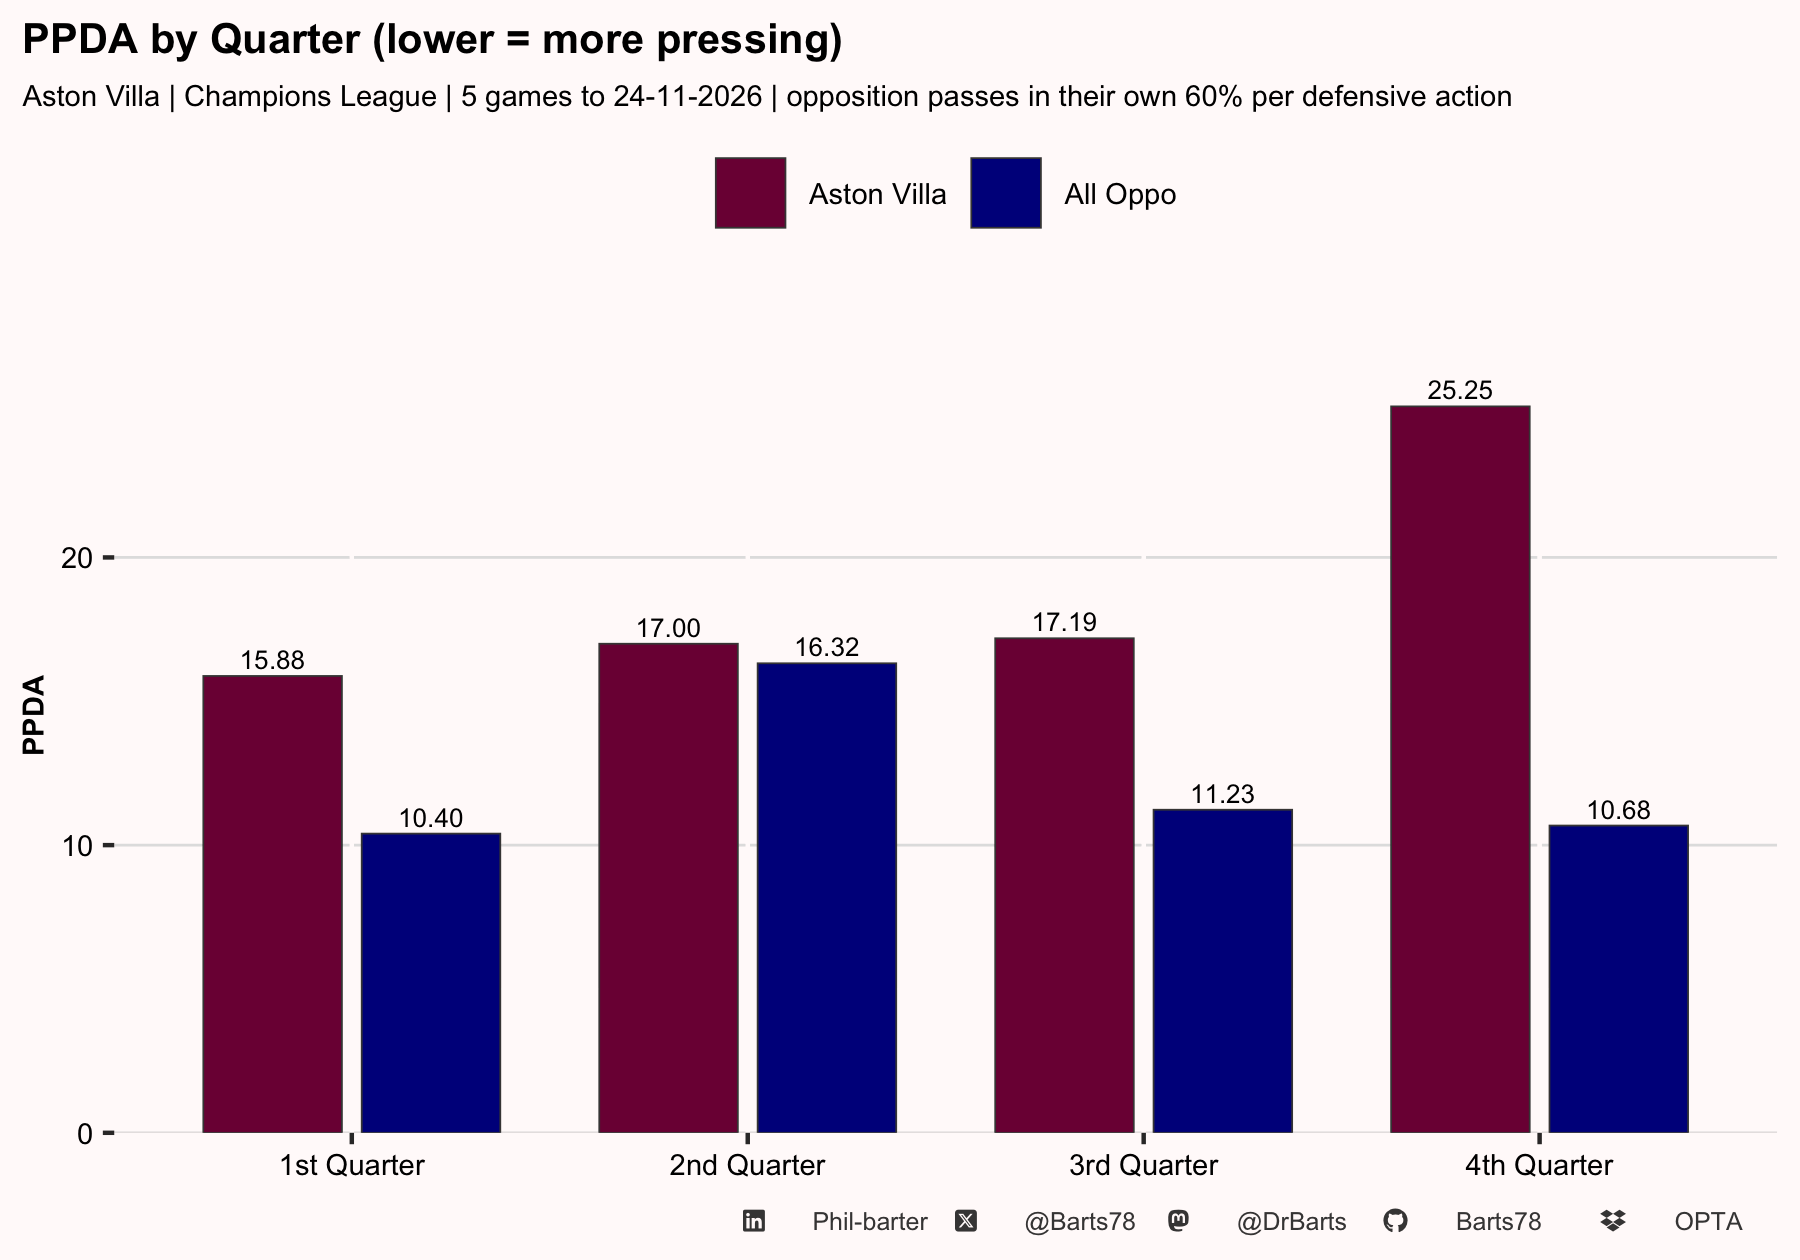 PPDA by Quarter (lower = more pressing)
Aston Villa | Champions League | 5 games to 24-11-2026 | opposition passes in their own 60% per defensive action
Aston Villa All Oppo
25.25
20
17.00
17.19
16.32
15.88
PPDA
11.23
10.68
10.40
10
0
1st Quarter 2nd Quarter 3rd Quarter 4th Quarter
Phil-barter @Barts78 @DrBarts Barts78 OPTA